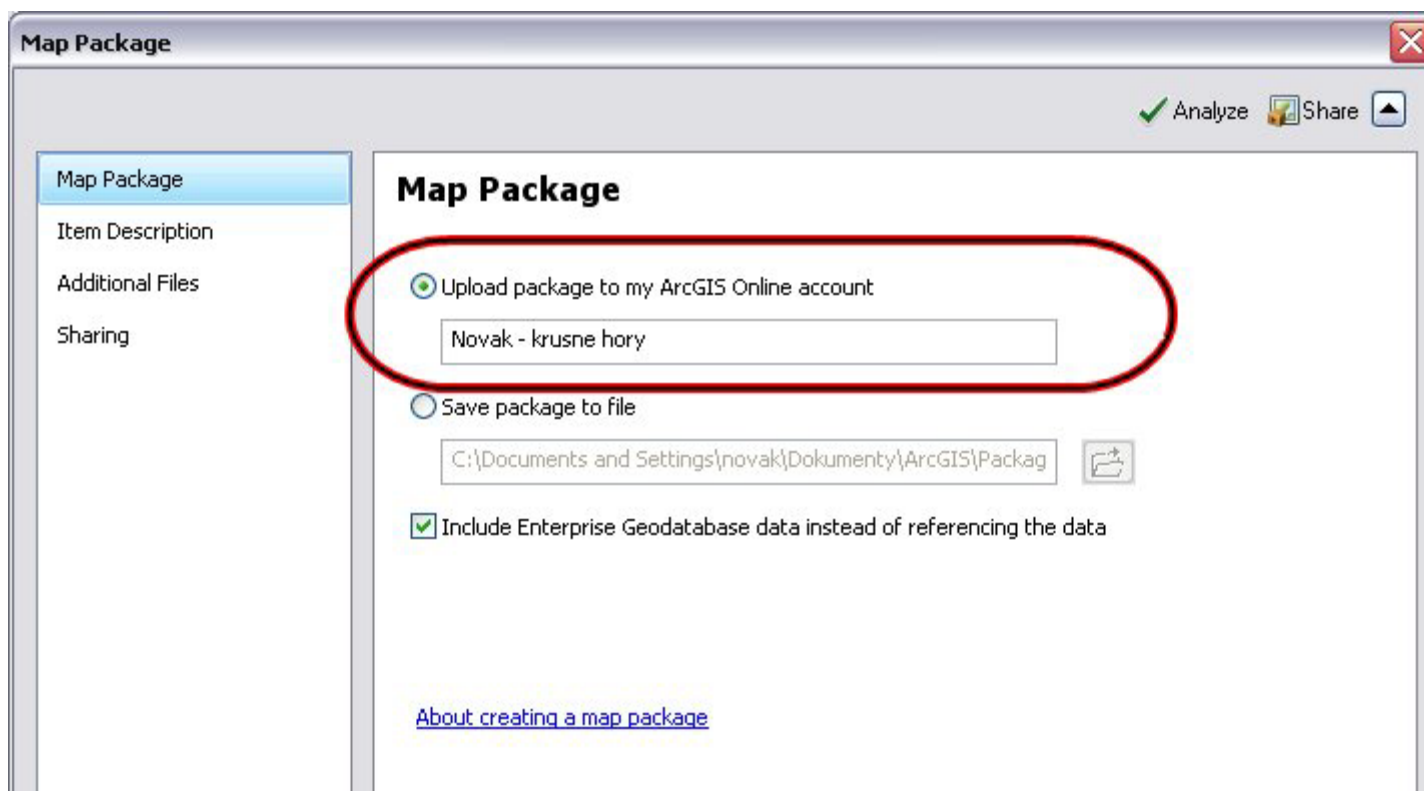 Map Package
Analyze Share
Map Package
Item Description
Additional Files
Sharing
Map Package
Upload package to my ArcGIS Online account
Novak - krusne hory
Save package to file
C:\Documents and Settings\novak\Dokumenty\ArcGIS\Packag
Include Enterprise Geodatabase data instead of referencing the data
About creating a map package